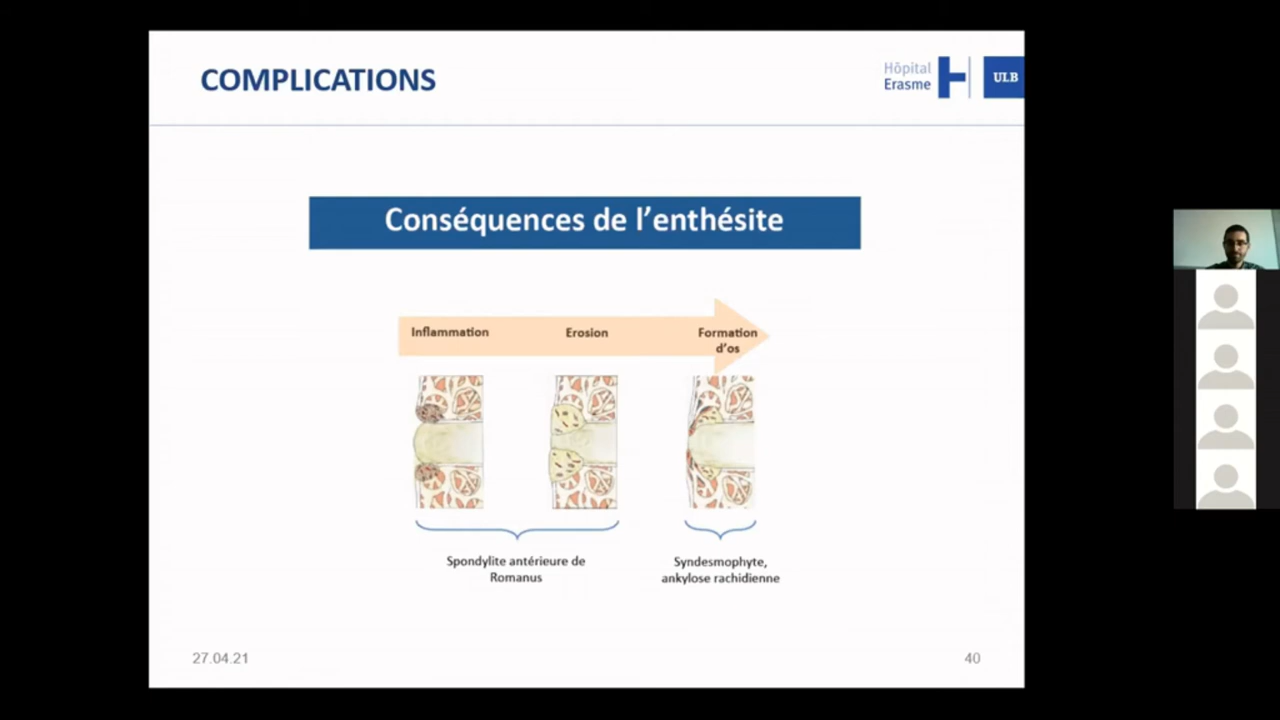 COMPLICATIONS
Hôpital
Erasme
ULB
Conséquences de l'enthésite
Inflammation
Erosion
Formation
d'os
Spondylite antérieure de
Romanus
Syndesmophyte,
ankylose rachidienne
27.04.21
40